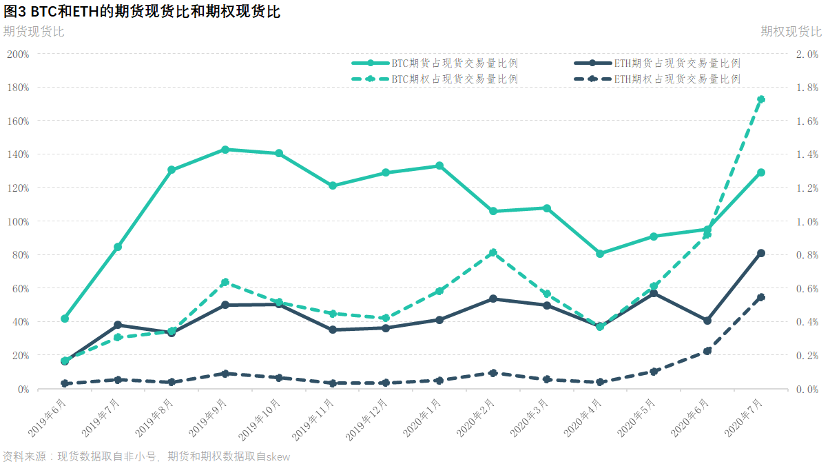 图3 BTC和ETH的期货现货比和期权现货比
期货现货比
期权现货比
BTC期货占现货交易量比例
ETH期货占现货交易量比例
BTC期权占现货交易量比例
ETH期权占现货交易量比例
200%
180%
160%
140%
120%
100%
80%
60%
40%
20%
0%
2.0%
1.8%
1.6%
1.4%
1.2%
1.0%
0.8%
0.6%
0.4%
0.2%
0.0%
2019年6月
2019年7月
2019年8月
2019年9月
2019年10月
2019年11月
2019年12月
2020年1月
2020年2月
2020年3月
2020年4月
2020年5月
2020年6月
2020年7月
资料来源：现货数据取自非小号，期货和期权数据取自skew